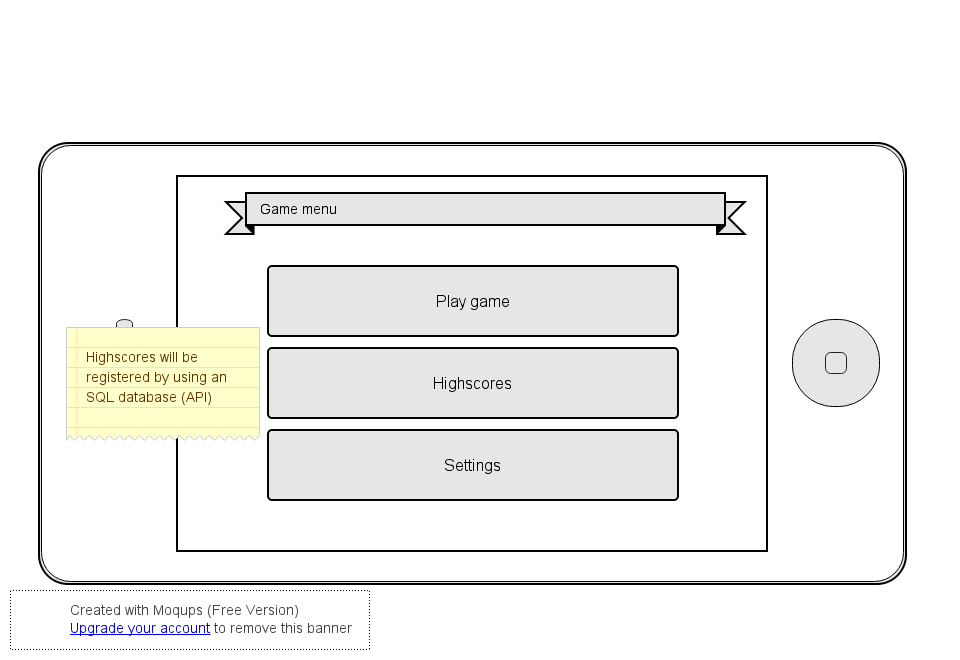 Game menu
Play game
Highscores will be
registered by using an
SQL database (API)
Highscores
Settings
Created with Moqups (Free Version)
Upgrade your account to remove this banner